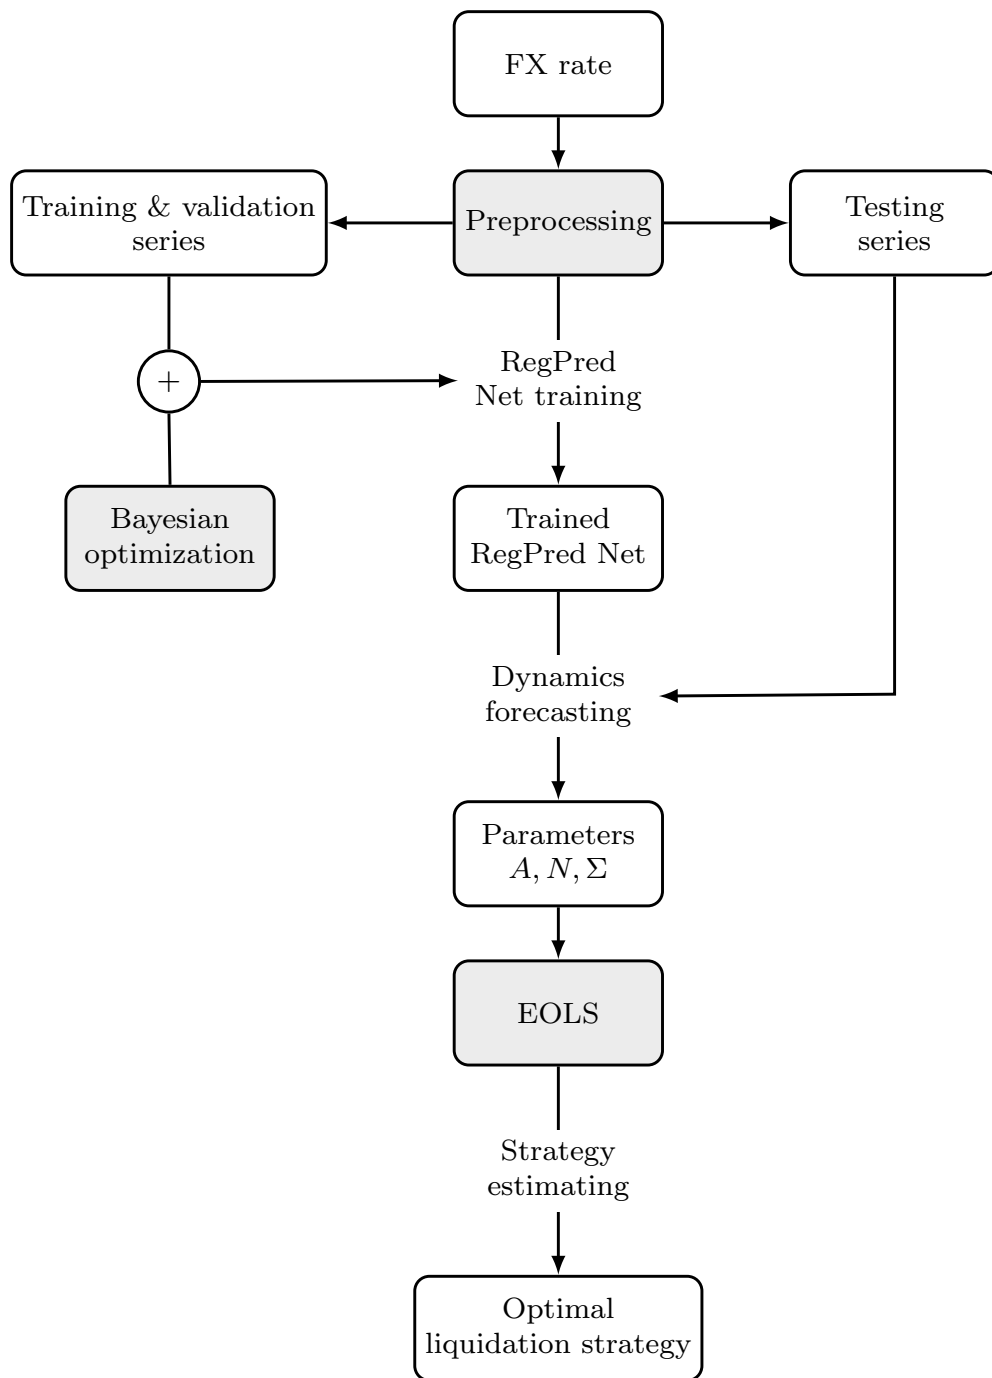 FX rate
Training & validation
series
Preprocessing
Testing
series
RegPred
Net training
+
Bayesian
optimization
Trained
RegPred Net
Dynamics
forecasting
Parameters
A, N, Σ
EOLS
Strategy
estimating
Optimal
liquidation strategy